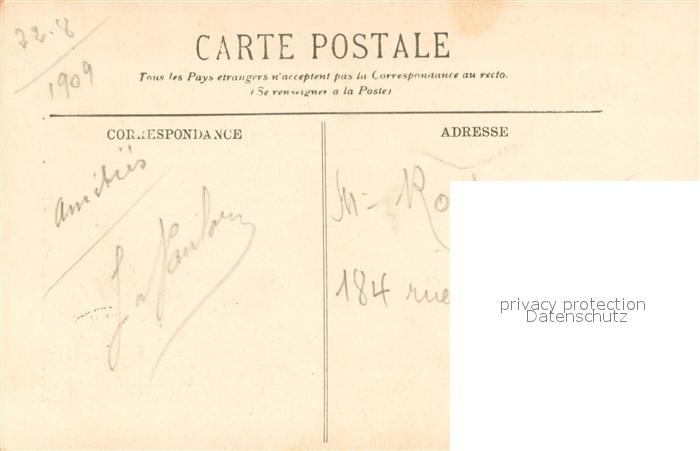 22.8
1909
CARTE POSTALE
Tous les Pays etrangers n'acceptent pas la Correspondance au recto.
(Se renseigner a la Poste)
CORRESPONDANCE
ADRESSE
Amitiés
184 rue
privacy protection
Datenschutz